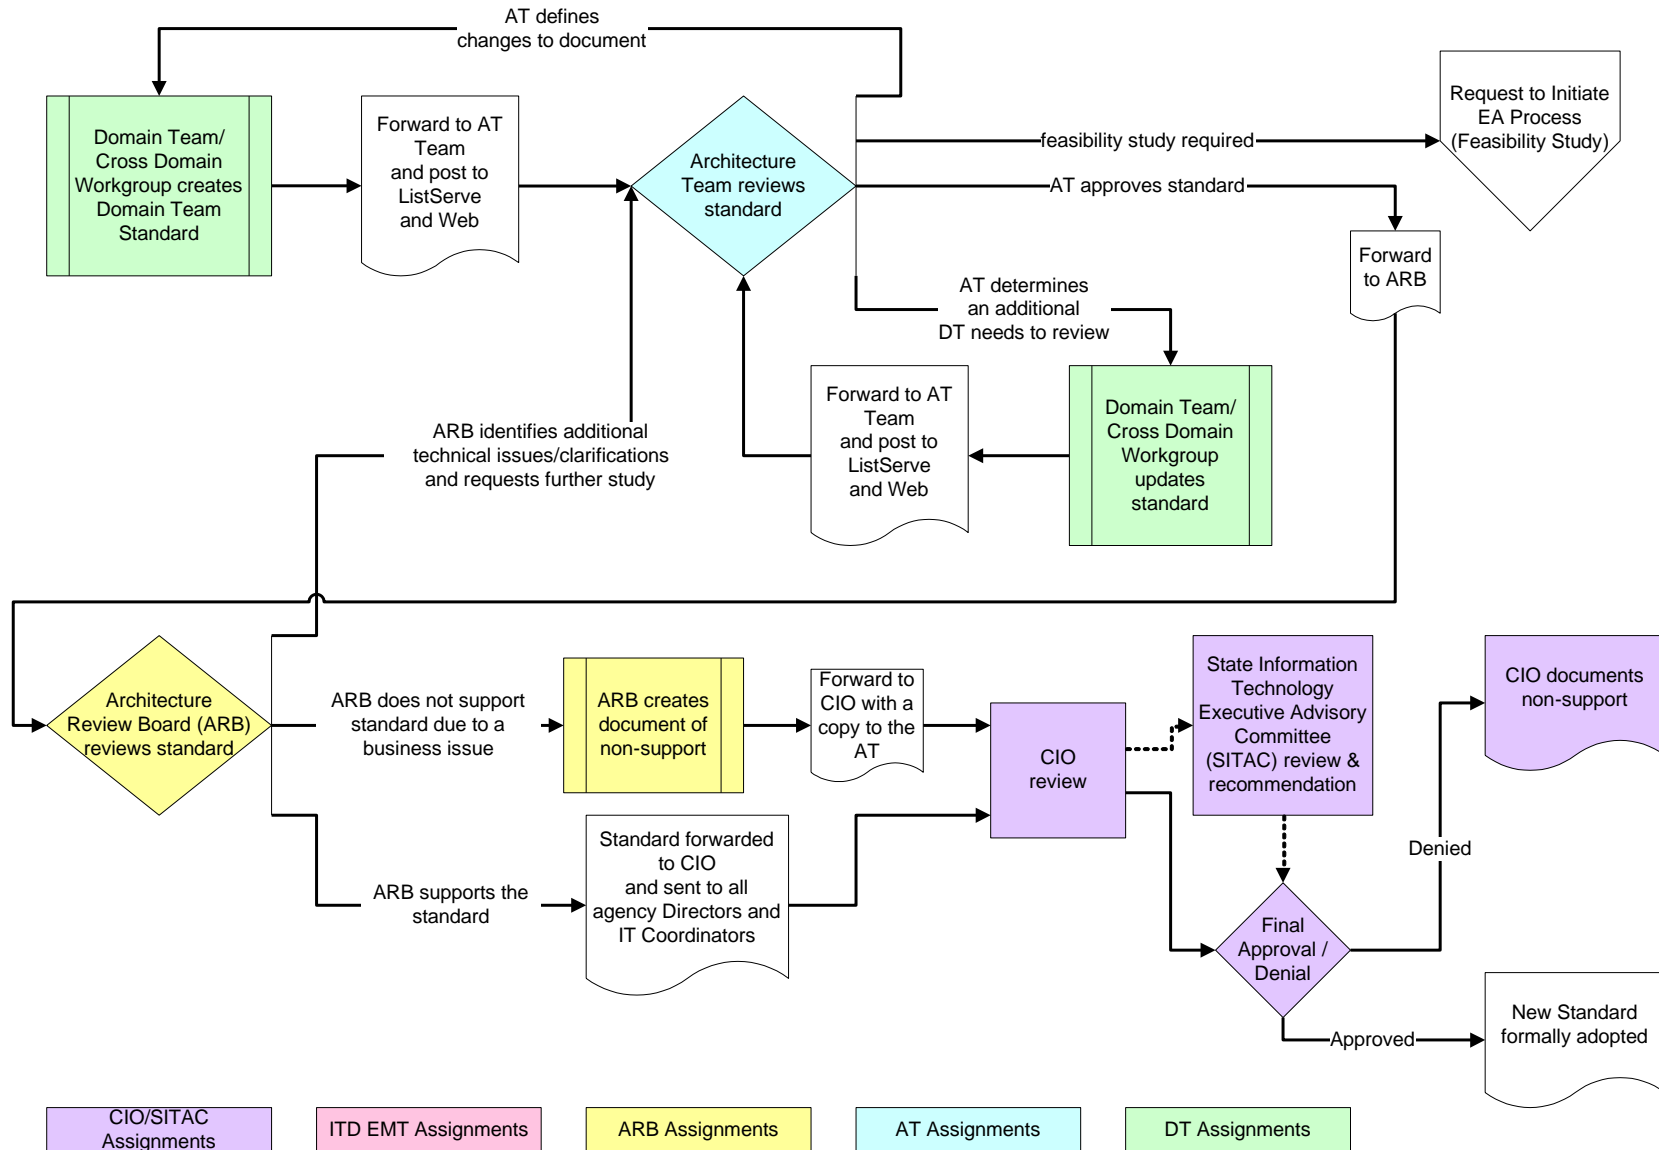 AT defines
changes to document
Domain Team/
Cross Domain
Workgroup creates
Domain Team
Standard
Forward to AT
Team
and post to
ListServe
and Web
Architecture
Team reviews
standard
feasibility study required
Request to Initiate
EA Process
(Feasibility Study)
AT approves standard
Forward
to ARB
AT determines
an additional
DT needs to review
Forward to AT
Team
and post to
ListServe
and Web
Domain Team/
Cross Domain
Workgroup
updates
standard
ARB identifies additional
technical issues/clarifications
and requests further study
Architecture
Review Board (ARB)
reviews standard
ARB does not support
standard due to a
business issue
ARB creates
document of
non-support
Forward to
CIO with a
copy to the
AT
CIO
review
State Information
Technology
Executive Advisory
Committee
(SITAC) review &
recommendation
CIO documents
non-support
ARB supports the
standard
Standard forwarded
to CIO
and sent to all
agency Directors and
IT Coordinators
Denied
Final
Approval /
Denial
Approved
New Standard
formally adopted
CIO/SITAC
Assignments
ITD EMT Assignments
ARB Assignments
AT Assignments
DT Assignments